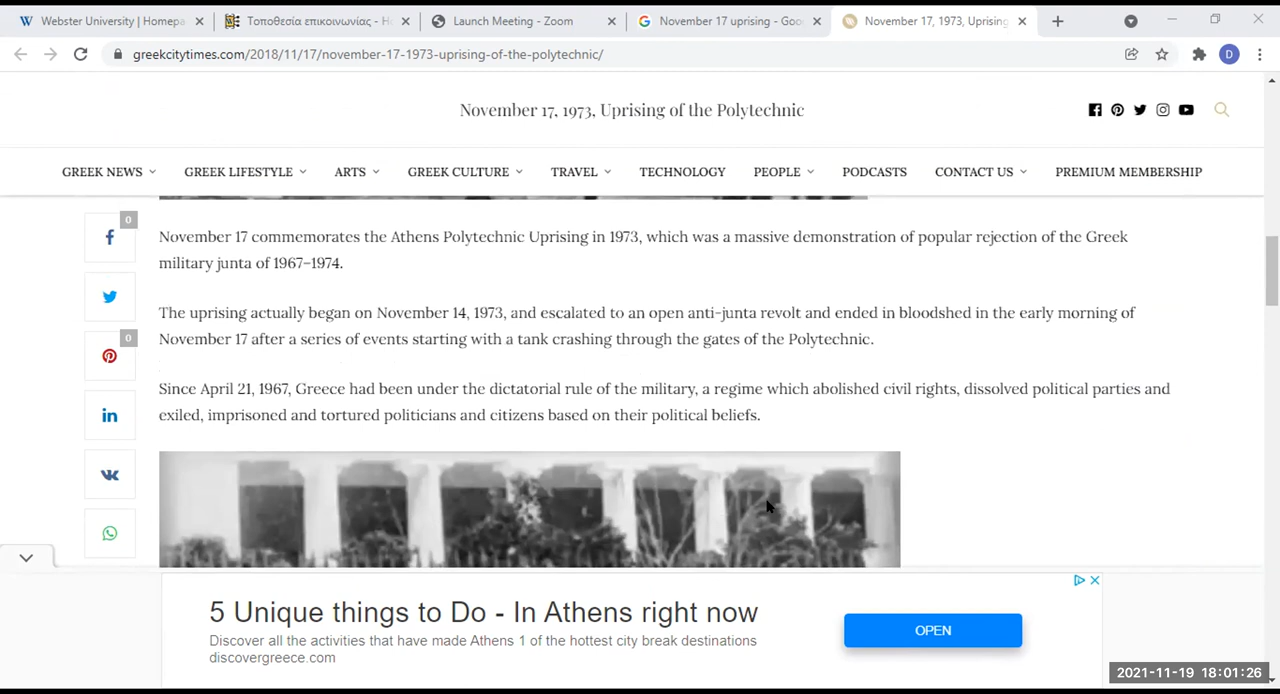 Webster University | Homepa
Τοποθεσία επικοινωνίας - Ha
Launch Meeting - Zoom
November 17 uprising - Goo
November 17, 1973, Uprising
greekcitytimes.com/2018/11/17/november-17-1973-uprising-of-the-polytechnic/
D
November 17, 1973, Uprising of the Polytechnic
GREEK NEWS GREEK LIFESTYLE ARTS GREEK CULTURE TRAVEL TECHNOLOGY PEOPLE PODCASTS CONTACT US PREMIUM MEMBERSHIP
0
November 17 commemorates the Athens Polytechnic Uprising in 1973, which was a massive demonstration of popular rejection of the Greek
military junta of 1967–1974.
The uprising actually began on November 14, 1973, and escalated to an open anti-junta revolt and ended in bloodshed in the early morning of
November 17 after a series of events starting with a tank crashing through the gates of the Polytechnic.
0
Since April 21, 1967, Greece had been under the dictatorial rule of the military, a regime which abolished civil rights, dissolved political parties and
exiled, imprisoned and tortured politicians and citizens based on their political beliefs.
5 Unique things to Do - In Athens right now
Discover all the activities that have made Athens 1 of the hottest city break destinations
discovergreece.com
OPEN
2021-11-19 18:01:26